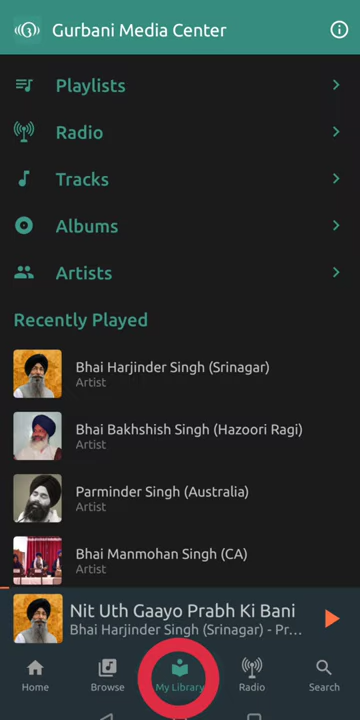 Gurbani Media Center
Playlists
Radio
Tracks
Albums
Artists
Recently Played
Bhai Harjinder Singh (Srinagar)
Artist
Bhai Bakhshish Singh (Hazoori Ragi)
Artist
Parminder Singh (Australia)
Artist
Bhai Manmohan Singh (CA)
Artist
Nit Uth Gaayo Prabh Ki Bani
Bhai Harjinder Singh (Srinagar) - Pr...
Home
Browse
My Library
Radio
Search